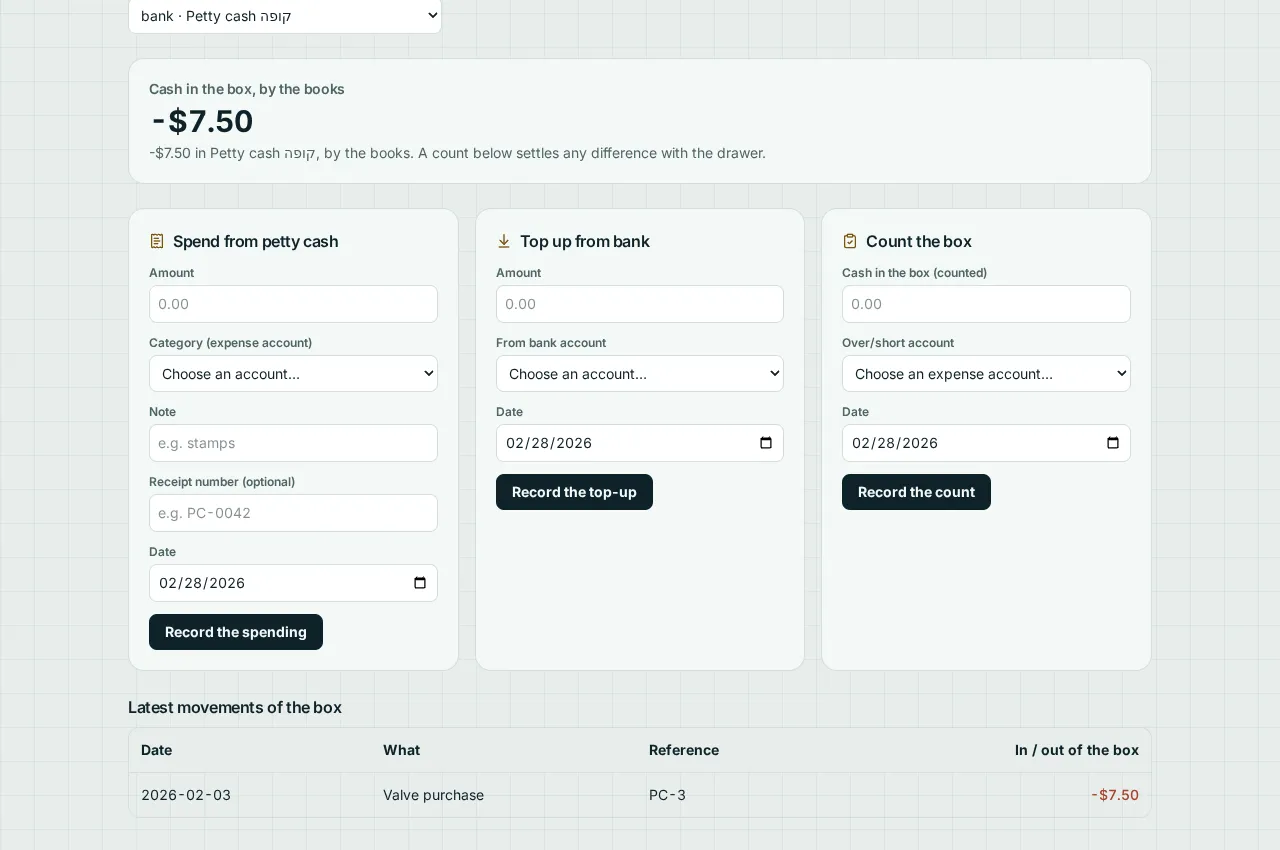 bank · Petty cash קופה
Cash in the box, by the books
-$7.50
-$7.50 in Petty cash קופה, by the books. A count below settles any difference with the drawer.
Spend from petty cash
Amount
0.00
Category (expense account)
Choose an account...
Note
e.g. stamps
Receipt number (optional)
e.g. PC-0042
Date
02/28/2026
Record the spending
Top up from bank
Amount
0.00
From bank account
Choose an account...
Date
02/28/2026
Record the top-up
Count the box
Cash in the box (counted)
0.00
Over/short account
Choose an expense account...
Date
02/28/2026
Record the count
Latest movements of the box
Date What Reference In / out of the box
2026-02-03 Valve purchase PC-3 -$7.50